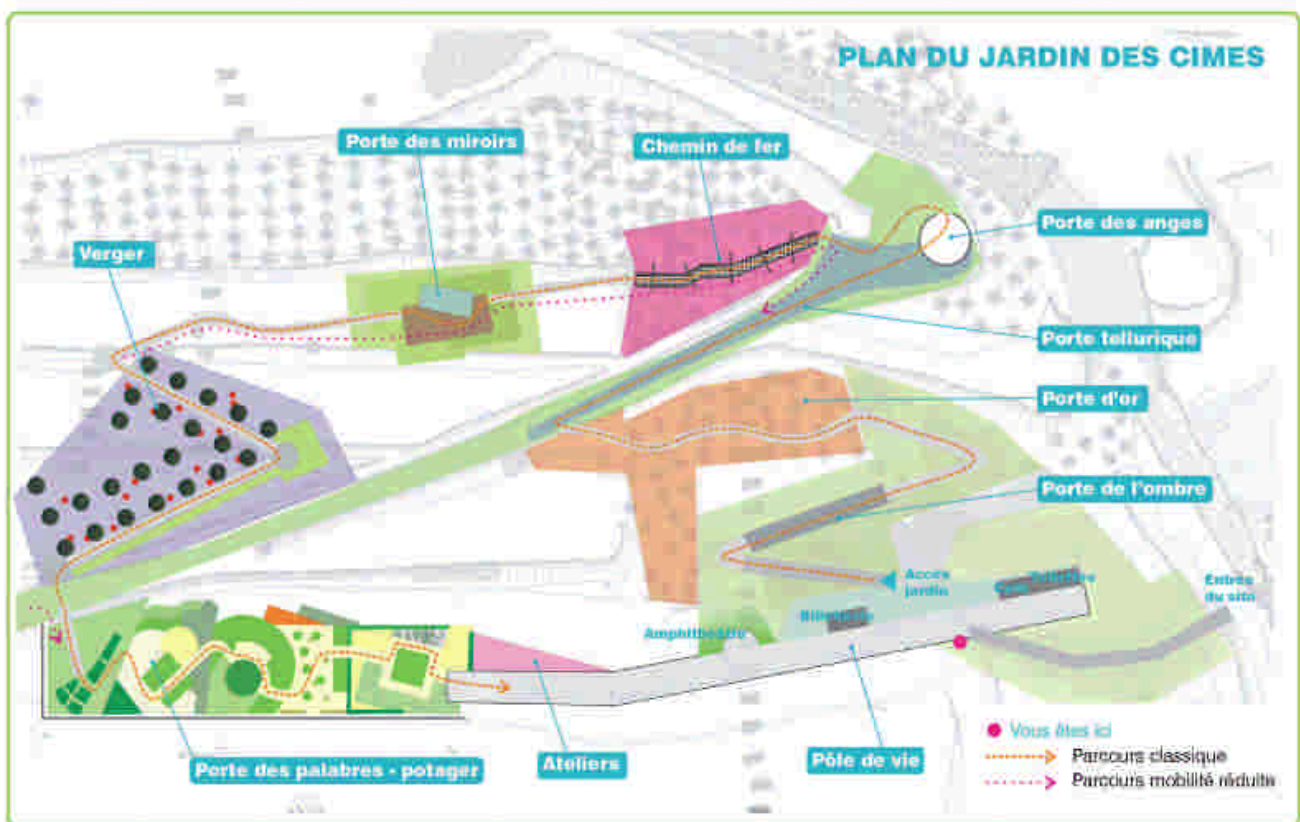 PLAN DU JARDIN DES CIMES
Porte des miroirs
Chemin de fer
Porte des anges
Verger
Porte tellurique
Porte d'or
Porte de l'ombre
Accès
jardin
Entrée
du site
Billetterie
Amphithéâtre
Porte des palabres - potager
Ateliers
Pôle de vie
Vous êtes ici
Parcours classique
Parcours mobilité réduite